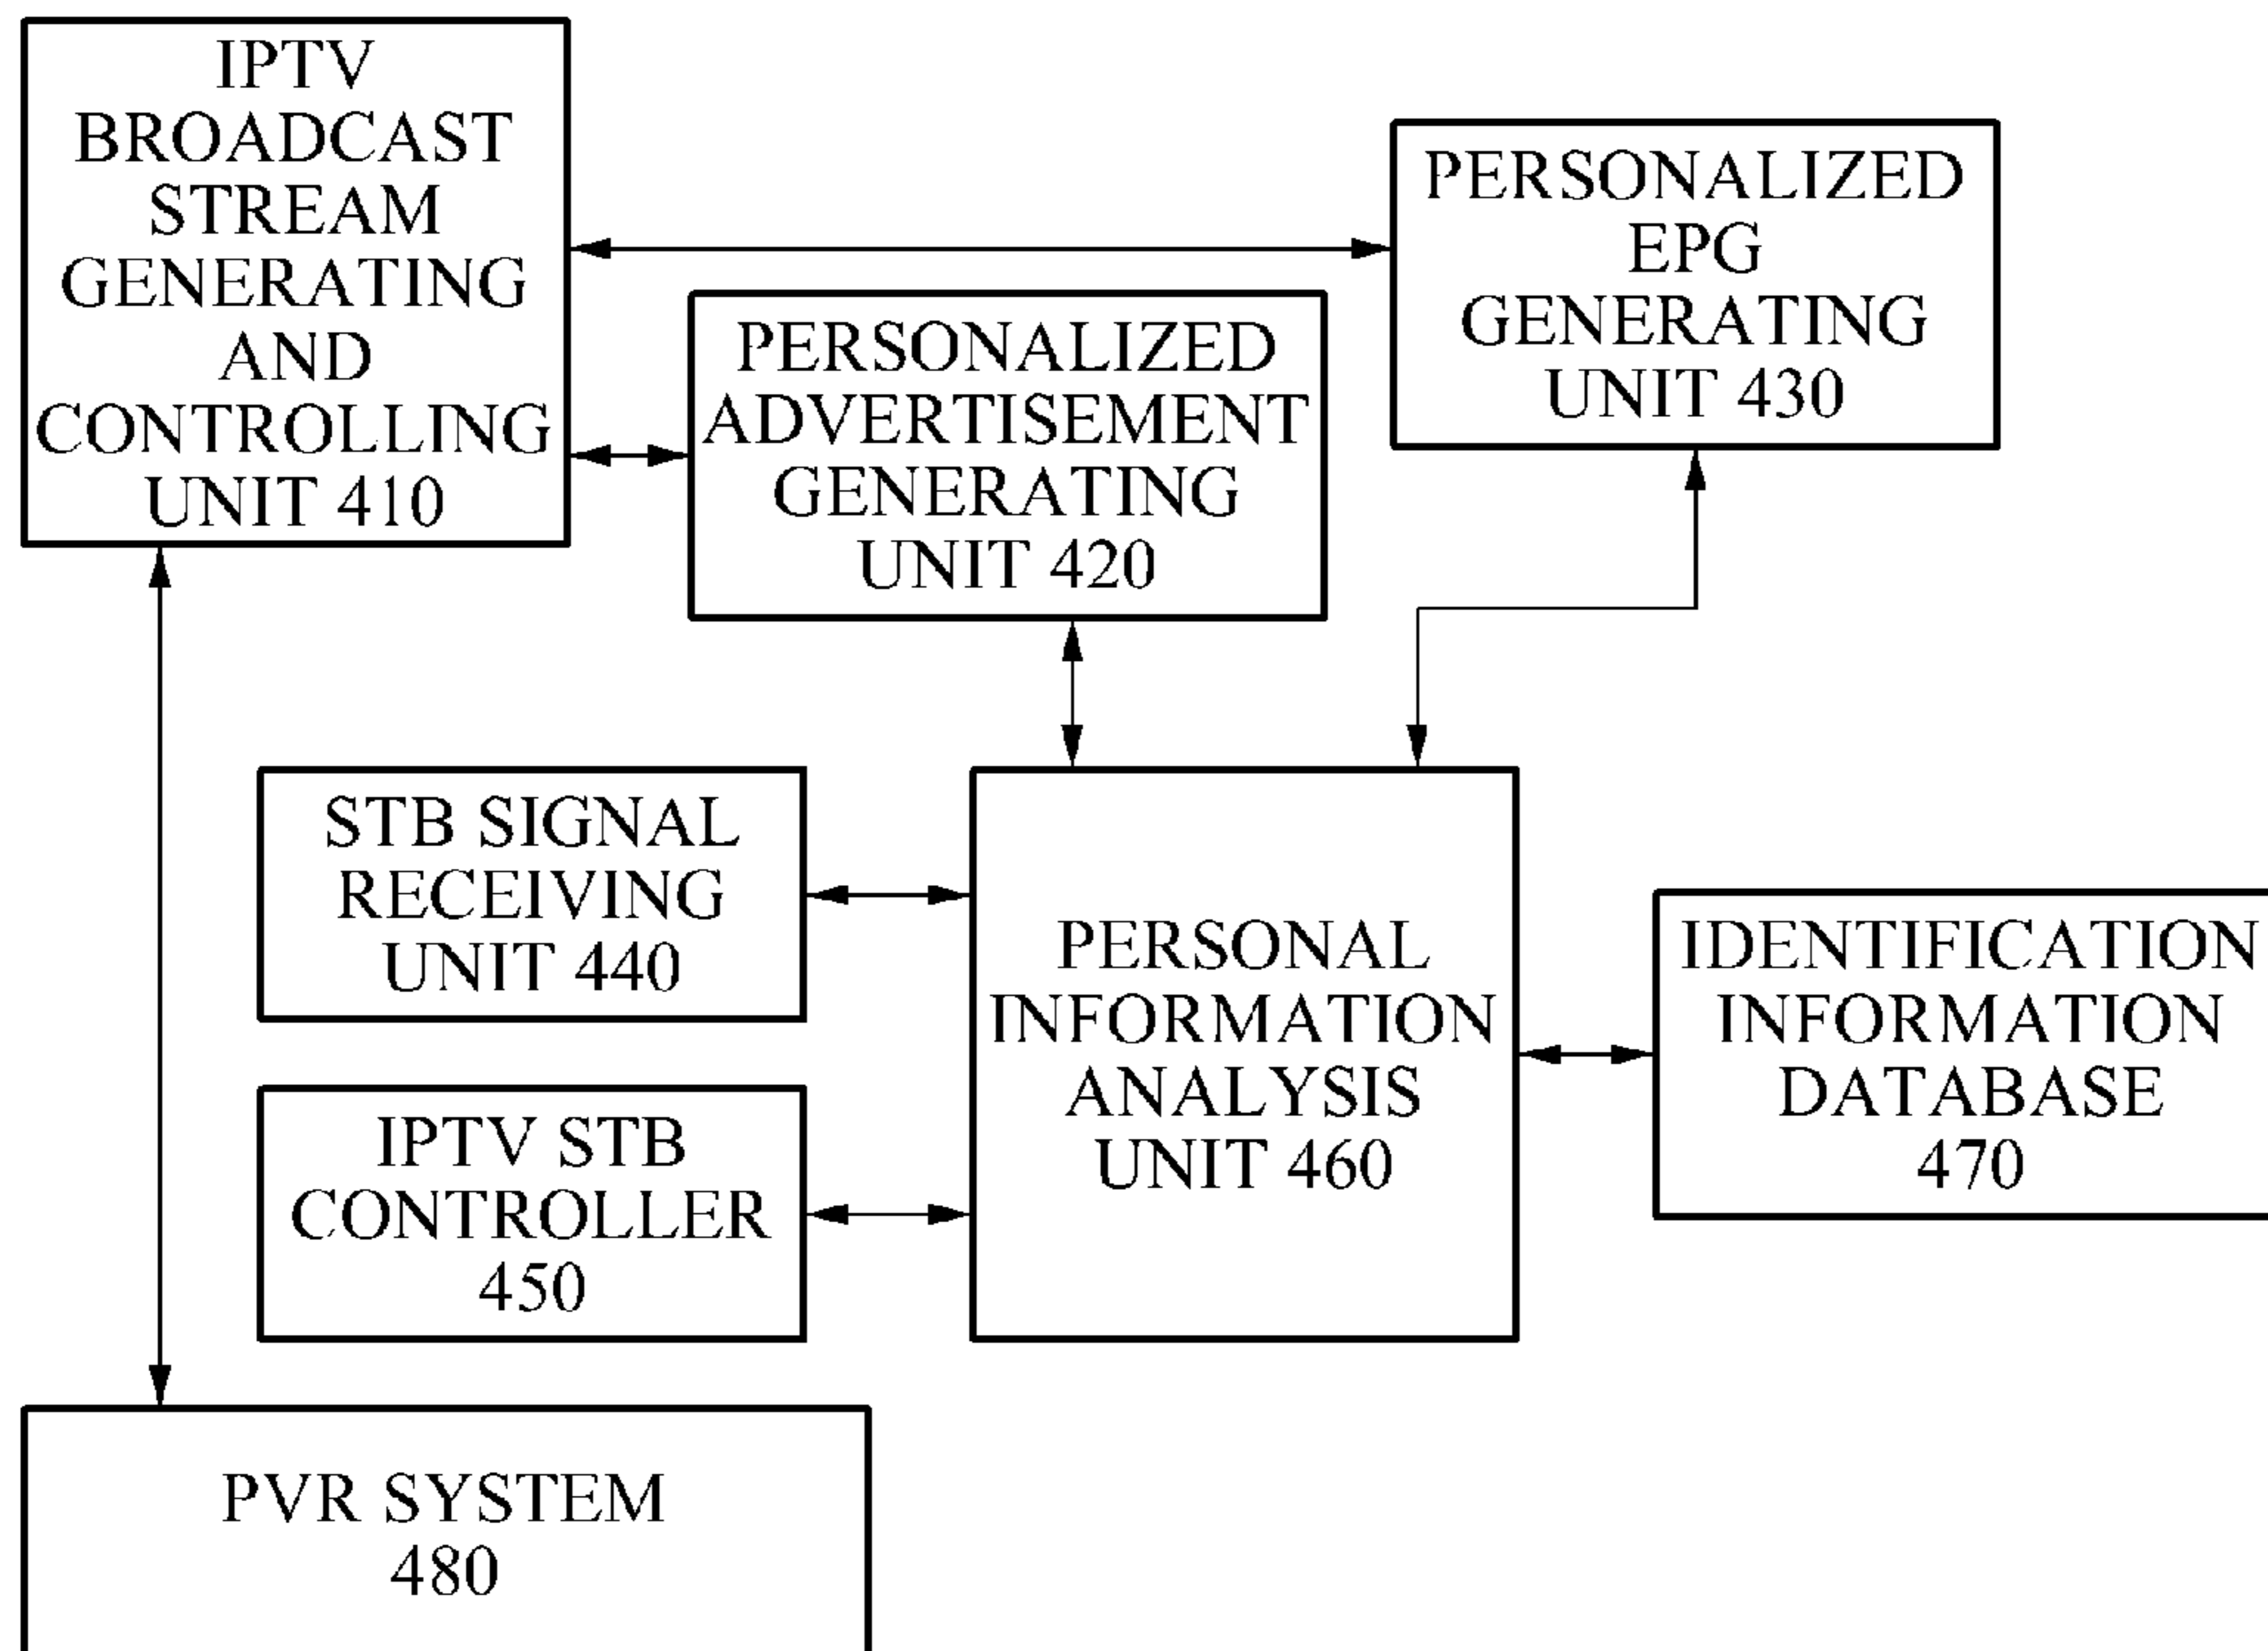 IPTV
BROADCAST
STREAM
GENERATING
AND
CONTROLLING
UNIT 410
PERSONALIZED
ADVERTISEMENT
GENERATING
UNIT 420
PERSONALIZED
EPG
GENERATING
UNIT 430
STB SIGNAL
RECEIVING
UNIT 440
IPTV STB
CONTROLLER
450
PERSONAL
INFORMATION
ANALYSIS
UNIT 460
IDENTIFICATION
INFORMATION
DATABASE
470
PVR SYSTEM
480